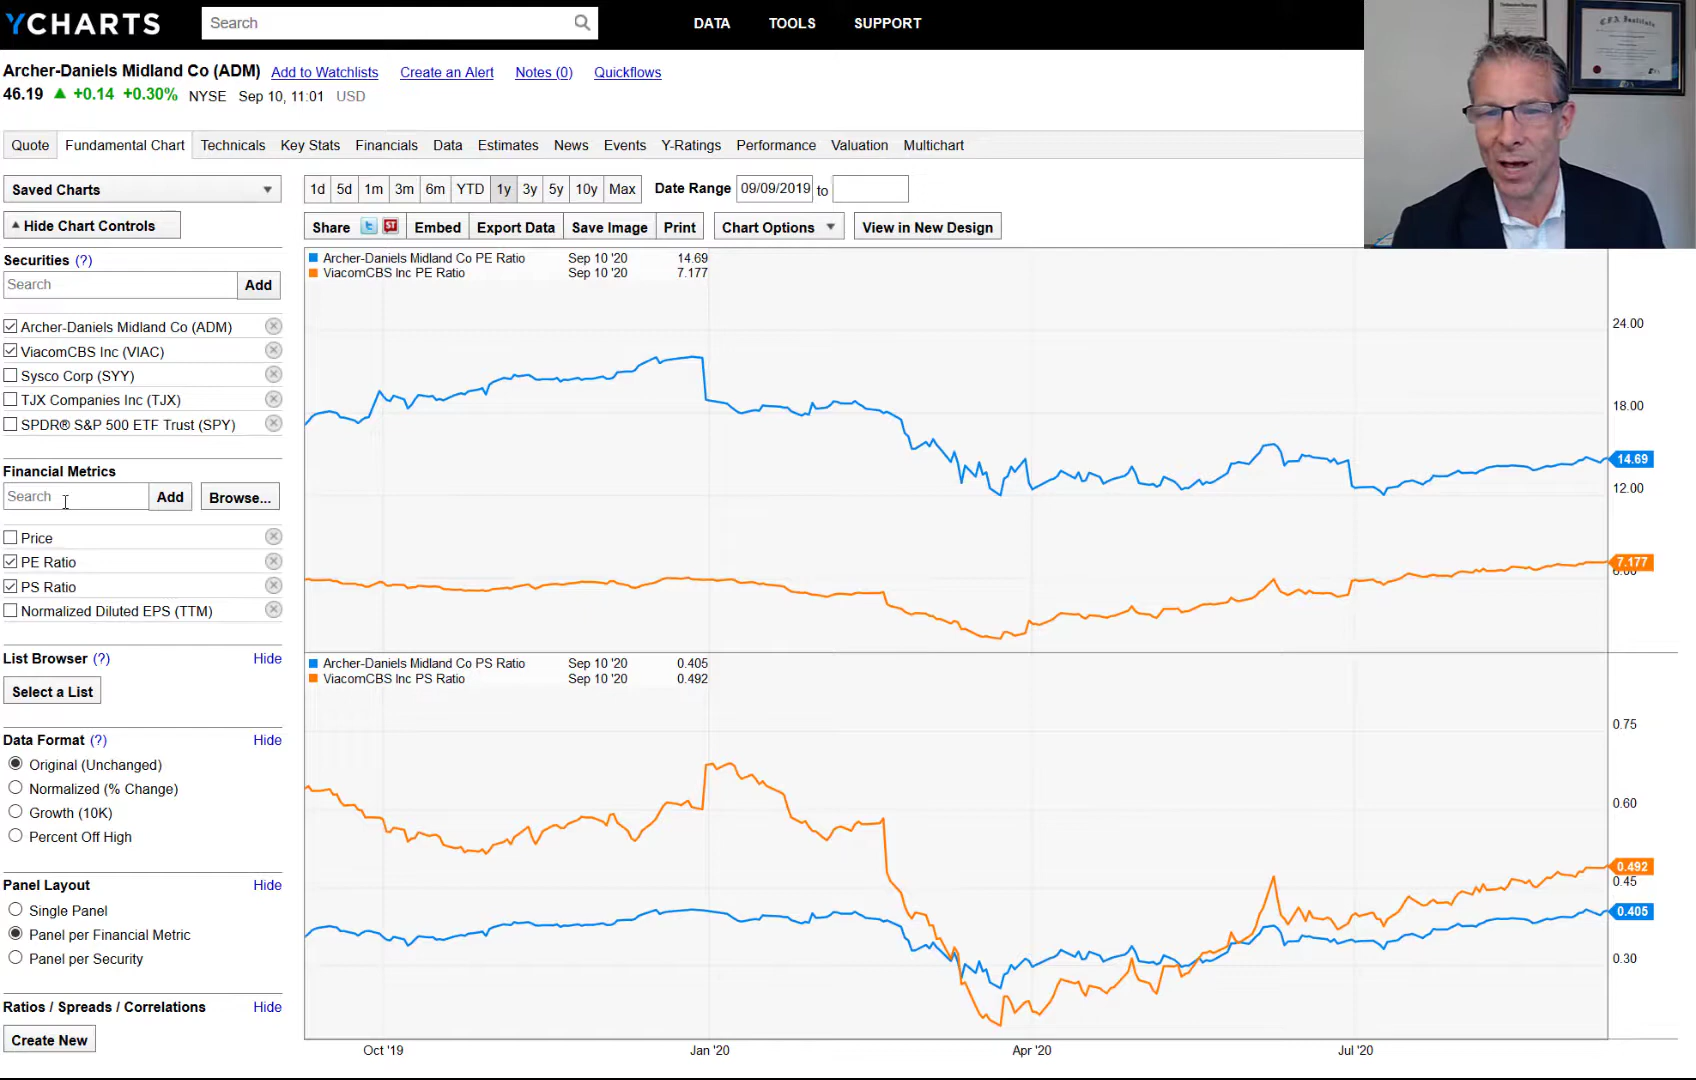 YCHARTS
Search
DATA
TOOLS
SUPPORT
Archer-Daniels Midland Co (ADM)
Add to Watchlists
Create an Alert
Notes (0)
Quickflows
46.19 ▲ +0.14 +0.30% NYSE Sep 10, 11:01 USD
Quote
Fundamental Chart
Technicals
Key Stats
Financials
Data
Estimates
News
Events
Y-Ratings
Performance
Valuation
Multichart
Saved Charts
1d 5d 1m 3m 6m YTD 1y 3y 5y 10y Max
Date Range 09/09/2019 to
Hide Chart Controls
Share
Embed
Export Data
Save Image
Print
Chart Options
View in New Design
Securities (?)
Search
Add
Archer-Daniels Midland Co (ADM)
ViacomCBS Inc (VIAC)
Sysco Corp (SYY)
TJX Companies Inc (TJX)
SPDR® S&P 500 ETF Trust (SPY)
Financial Metrics
Search
Add
Browse...
Price
PE Ratio
PS Ratio
Normalized Diluted EPS (TTM)
List Browser (?) Hide
Select a List
Data Format (?) Hide
Original (Unchanged)
Normalized (% Change)
Growth (10K)
Percent Off High
Panel Layout Hide
Single Panel
Panel per Financial Metric
Panel per Security
Ratios / Spreads / Correlations Hide
Create New
Archer-Daniels Midland Co PE Ratio Sep 10 '20 14.69
ViacomCBS Inc PE Ratio Sep 10 '20 7.177
24.00
18.00
14.69
12.00
7.177
6.00
Archer-Daniels Midland Co PS Ratio Sep 10 '20 0.405
ViacomCBS Inc PS Ratio Sep 10 '20 0.492
0.75
0.60
0.492
0.45
0.405
0.30
Oct '19
Jan '20
Apr '20
Jul '20